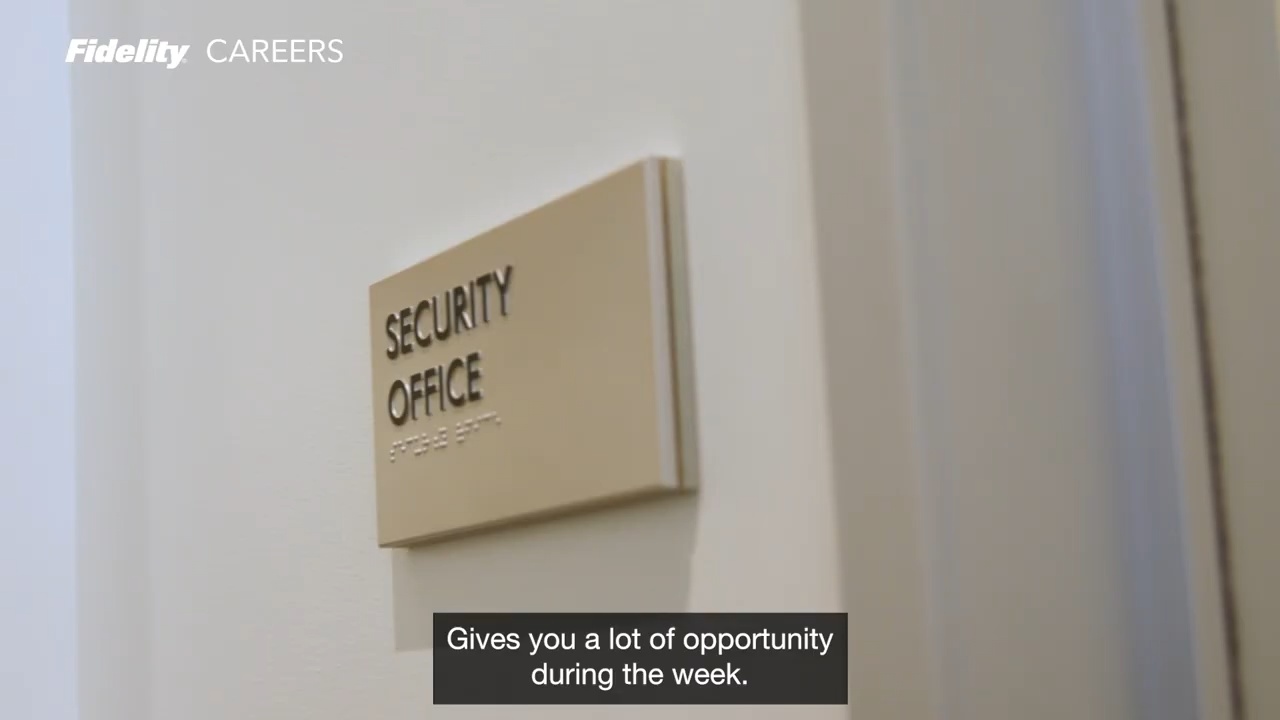 Fidelity CAREERS
SECURITY
OFFICE
Gives you a lot of opportunity
during the week.